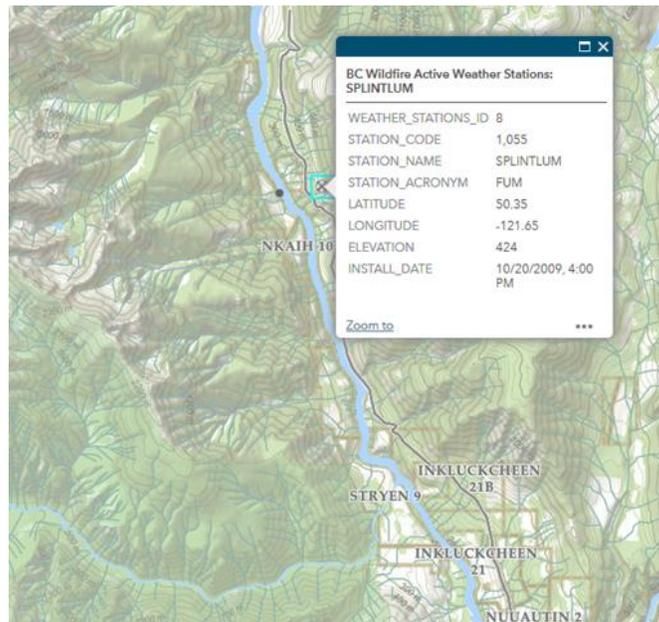 BC Wildfire Active Weather Stations:
SPLINTLUM
WEATHER_STATIONS_ID 8
STATION_CODE 1,055
STATION_NAME SPLINTLUM
STATION_ACRONYM FUM
LATITUDE 50.35
LONGITUDE -121.65
ELEVATION 424
INSTALL_DATE 10/20/2009, 4:00
PM
Zoom to
NKAIH 10
INKLUCKCHEEN
21B
STRYEN 9
INKLUCKCHEEN
21
NUUAUTIN 2